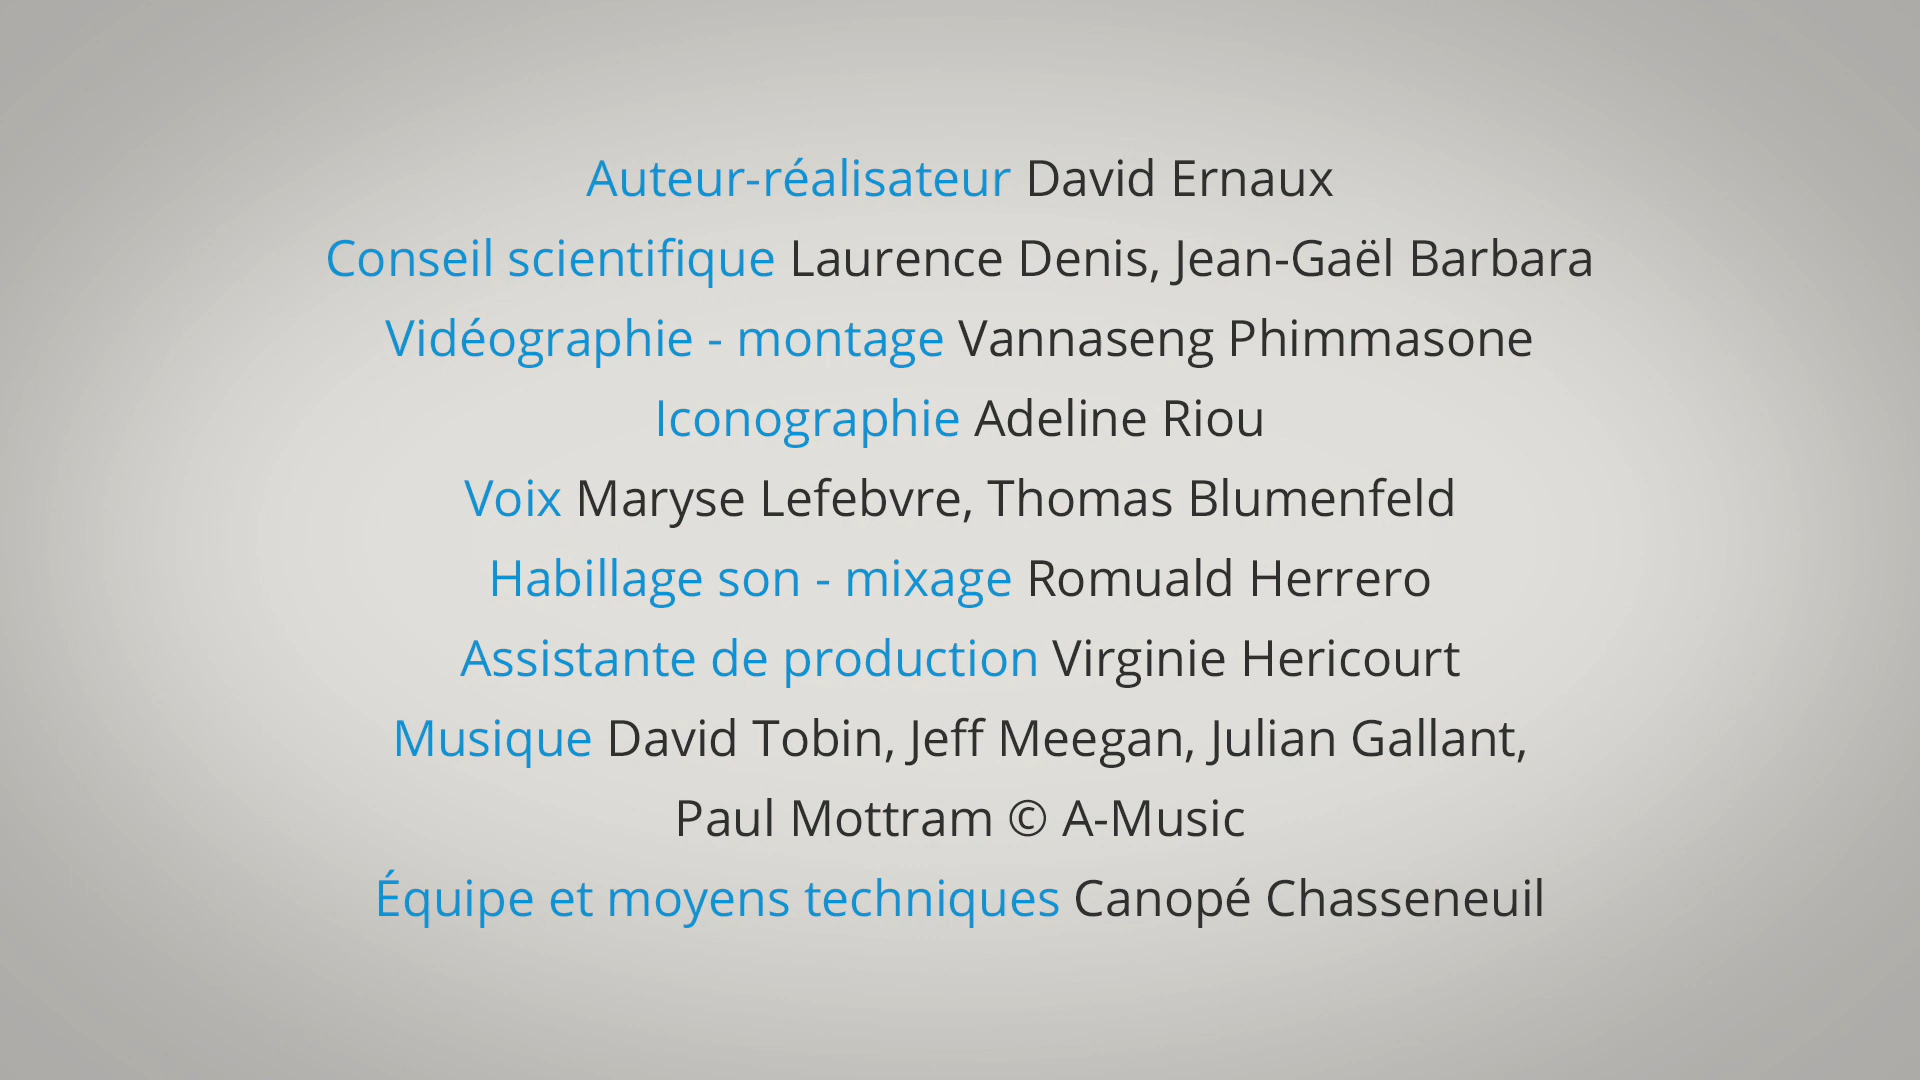 Auteur-réalisateur David Ernaux
Conseil scientifique Laurence Denis, Jean-Gaël Barbara
Vidéographie - montage Vannaseng Phimmasone
Iconographie Adeline Riou
Voix Maryse Lefebvre, Thomas Blumenfeld
Habillage son - mixage Romuald Herrero
Assistante de production Virginie Hericourt
Musique David Tobin, Jeff Meegan, Julian Gallant,
Paul Mottram © A-Music
Équipe et moyens techniques Canopé Chasseneuil